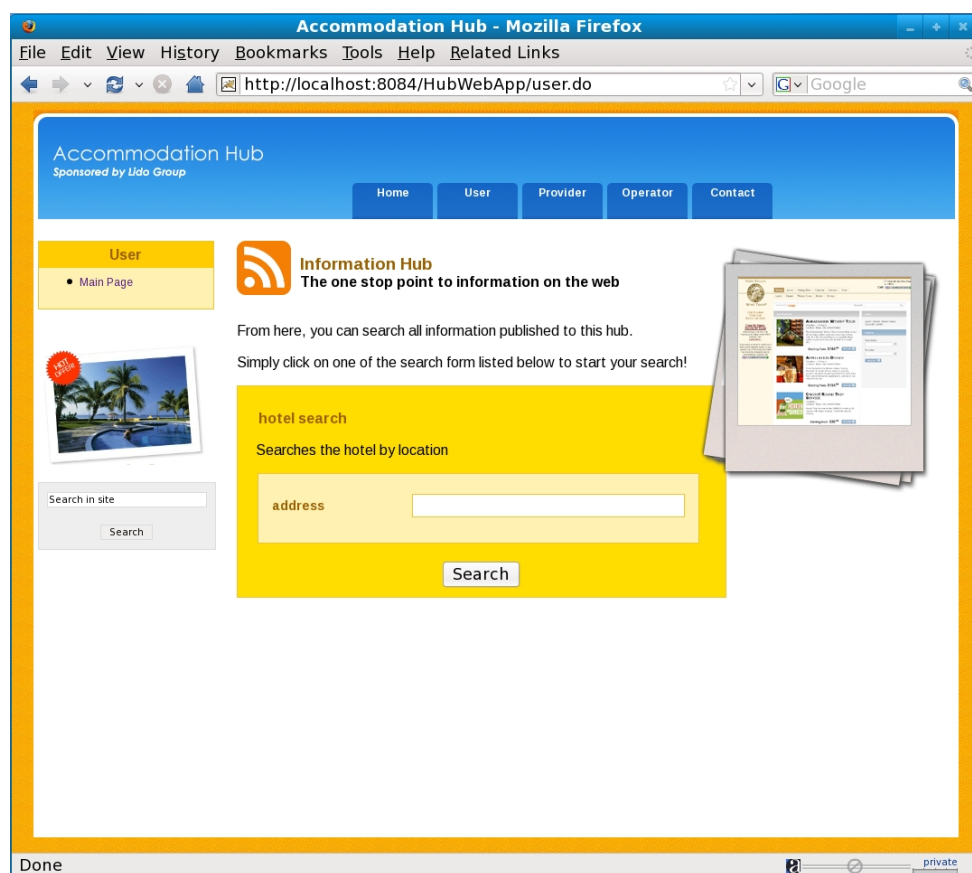 Accommodation Hub - Mozilla Firefox
File Edit View History Bookmarks Tools Help Related Links
http://localhost:8084/HubWebApp/user.do
G Google
Accommodation Hub
Sponsored by Lido Group
Home User Provider Operator Contact
User
Main Page
HOT OFFER!
Search in site
Search
Information Hub
The one stop point to information on the web
From here, you can search all information published to this hub.
Simply click on one of the search form listed below to start your search!
hotel search
Searches the hotel by location
address
Search
Done
private